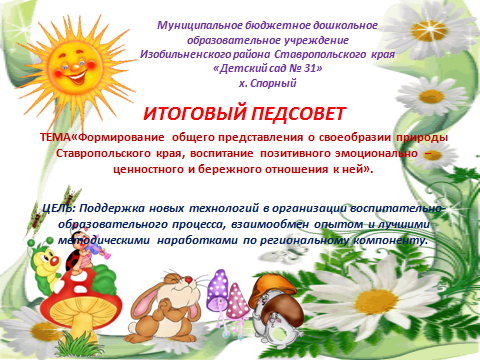 Муниципальное бюджетное дошкольное
образовательное учреждение
Изобильненского района Ставропольского края
«Детский сад № 31»
х. Спорный
ИТОГОВЫЙ ПЕДСОВЕТ
ТЕМА«Формирование общего представления о своеобразии природы
Ставропольского края, воспитание позитивного эмоционально
ценностного и бережного отношения к ней».
ЦЕЛЬ: Поддержка новых технологий в организации воспитательно-
образовательного процесса, взаимообмен опытом и лучшими
методическими наработками по региональному компоненту.